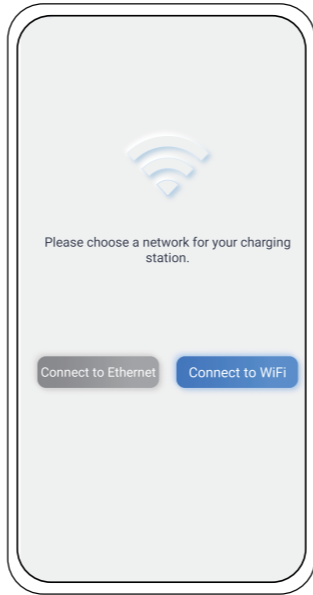 Please choose a network for your charging
station.
Connect to Ethernet
Connect to WiFi